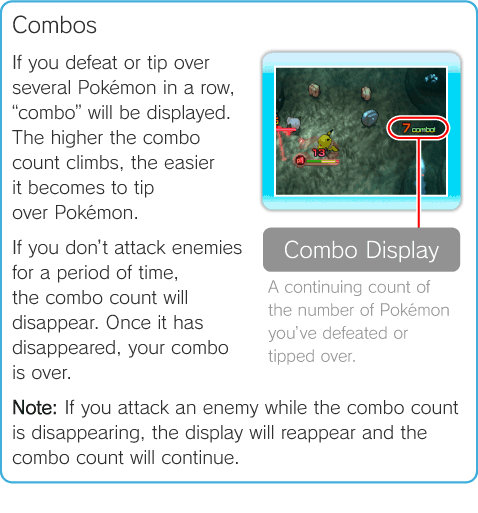 Combos
If you defeat or tip over
several Pokémon in a row,
“combo” will be displayed.
The higher the combo
count climbs, the easier
it becomes to tip
over Pokémon.
7 combo!
13
Combo Display
A continuing count of
the number of Pokémon
you’ve defeated or
tipped over.
If you don’t attack enemies
for a period of time,
the combo count will
disappear. Once it has
disappeared, your combo
is over.
Note: If you attack an enemy while the combo count
is disappearing, the display will reappear and the
combo count will continue.